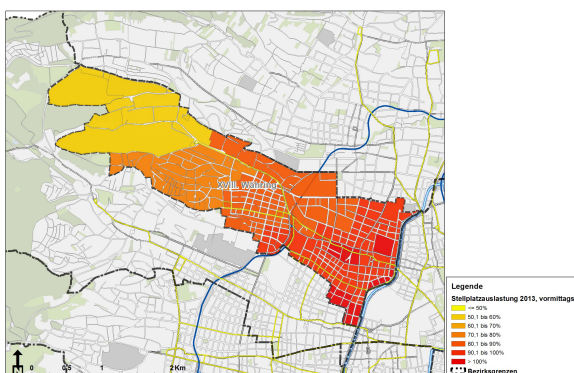 XVIII. Währing
0
0,5
1
2 Km
Legende
Stellplatzauslastung 2013, vormittags
<= 50%
50,1 bis 60%
60,1 bis 70%
70,1 bis 80%
80,1 bis 90%
90,1 bis 100%
> 100%
Bezirksgrenzen